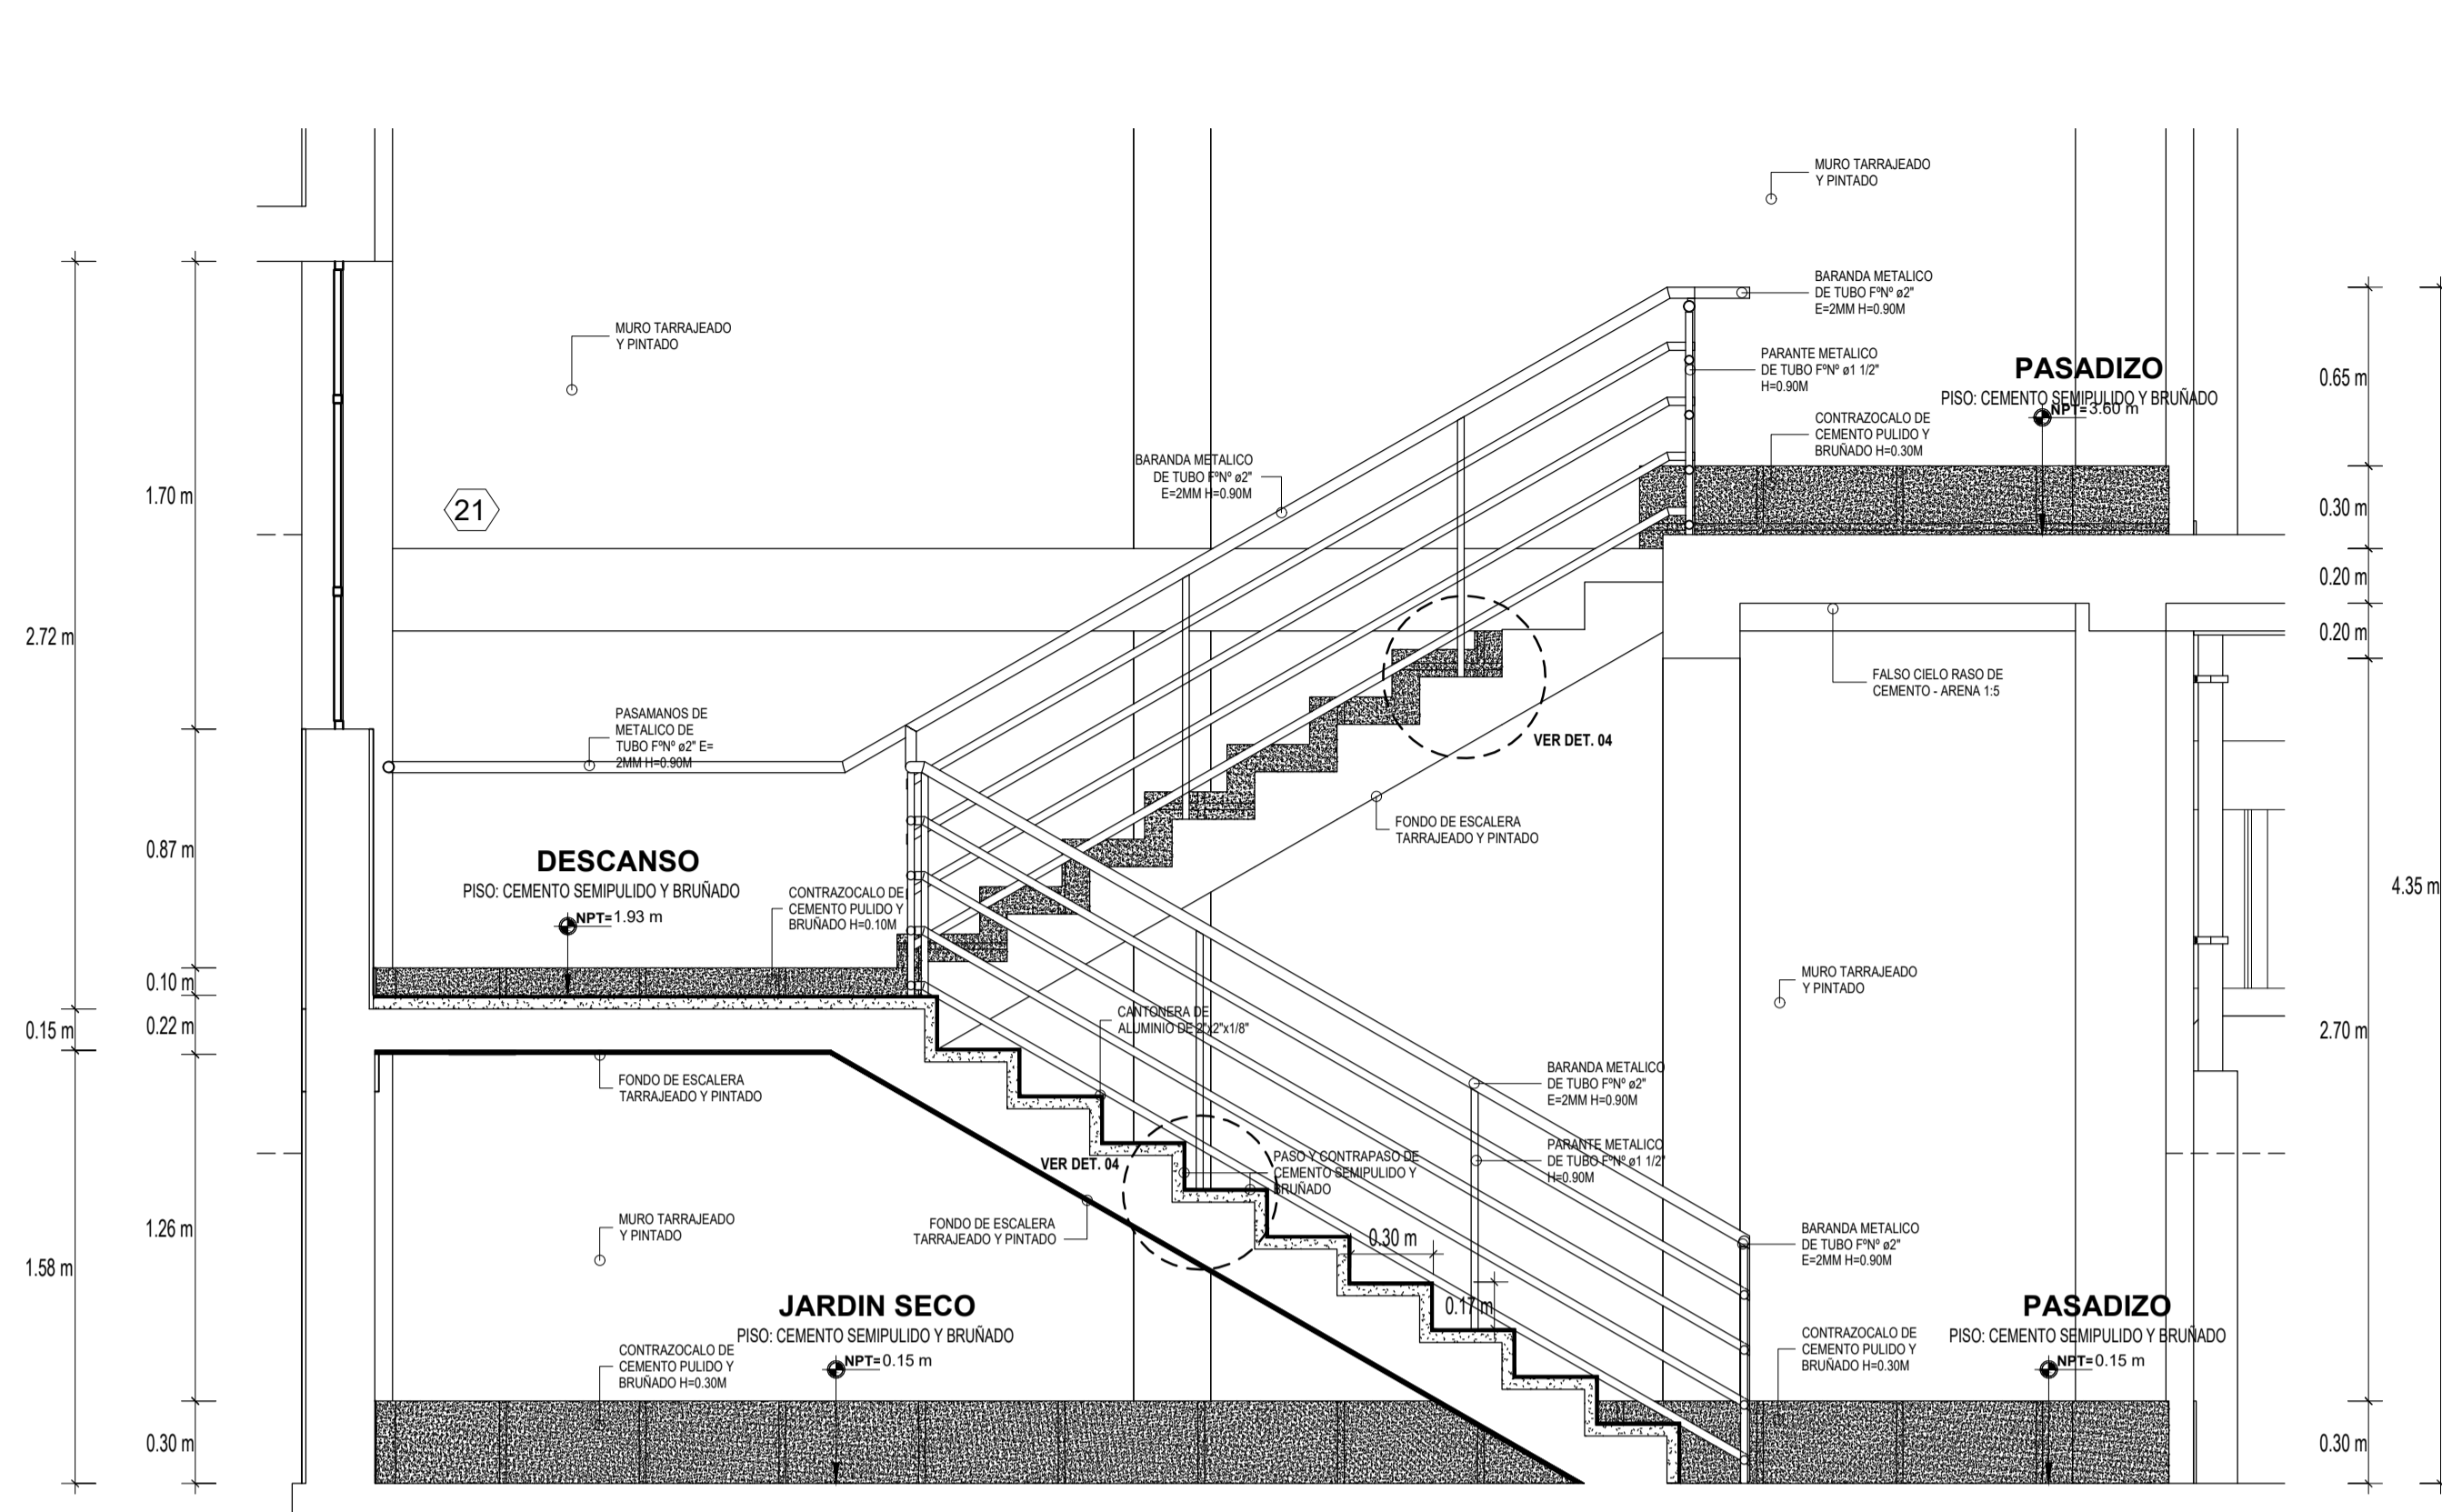 MURO TARRAJEADO
Y PINTADO
BARANDA METALICO
DE TUBO FºNº ø2"
E=2MM H=0.90M
MURO TARRAJEADO
Y PINTADO
PARANTE METALICO
DE TUBO FºNº ø1 1/2"
H=0.90M
PASADIZO
PISO: CEMENTO SEMIPULIDO Y BRUÑADO
NPT=3.60 m
0.65 m
CONTRAZOCALO DE
CEMENTO PULIDO Y
BRUÑADO H=0.30M
BARANDA METALICO
DE TUBO FºNº ø2"
E=2MM H=0.90M
1.70 m
21
0.30 m
0.20 m
0.20 m
2.72 m
FALSO CIELO RASO DE
CEMENTO - ARENA 1:5
PASAMANOS DE
METALICO DE
TUBO FºNº ø2" E=
2MM H=0.90M
VER DET. 04
FONDO DE ESCALERA
TARRAJEADO Y PINTADO
0.87 m
DESCANSO
PISO: CEMENTO SEMIPULIDO Y BRUÑADO
NPT=1.93 m
CONTRAZOCALO DE
CEMENTO PULIDO Y
BRUÑADO H=0.10M
4.35 m
0.10 m
MURO TARRAJEADO
Y PINTADO
0.15 m
0.22 m
CANTONERA DE
ALUMINIO DE 2"x2"x1/8"
2.70 m
FONDO DE ESCALERA
TARRAJEADO Y PINTADO
BARANDA METALICO
DE TUBO FºNº ø2"
E=2MM H=0.90M
VER DET. 04
PASO Y CONTRAPASO DE
CEMENTO SEMIPULIDO Y
BRUÑADO
PARANTE METALICO
DE TUBO FºNº ø1 1/2"
H=0.90M
1.26 m
1.58 m
MURO TARRAJEADO
Y PINTADO
FONDO DE ESCALERA
TARRAJEADO Y PINTADO
0.30 m
0.17 m
BARANDA METALICO
DE TUBO FºNº ø2"
E=2MM H=0.90M
JARDIN SECO
PISO: CEMENTO SEMIPULIDO Y BRUÑADO
NPT=0.15 m
CONTRAZOCALO DE
CEMENTO PULIDO Y
BRUÑADO H=0.30M
CONTRAZOCALO DE
CEMENTO PULIDO Y
BRUÑADO H=0.30M
PASADIZO
PISO: CEMENTO SEMIPULIDO Y BRUÑADO
NPT=0.15 m
0.30 m
0.30 m